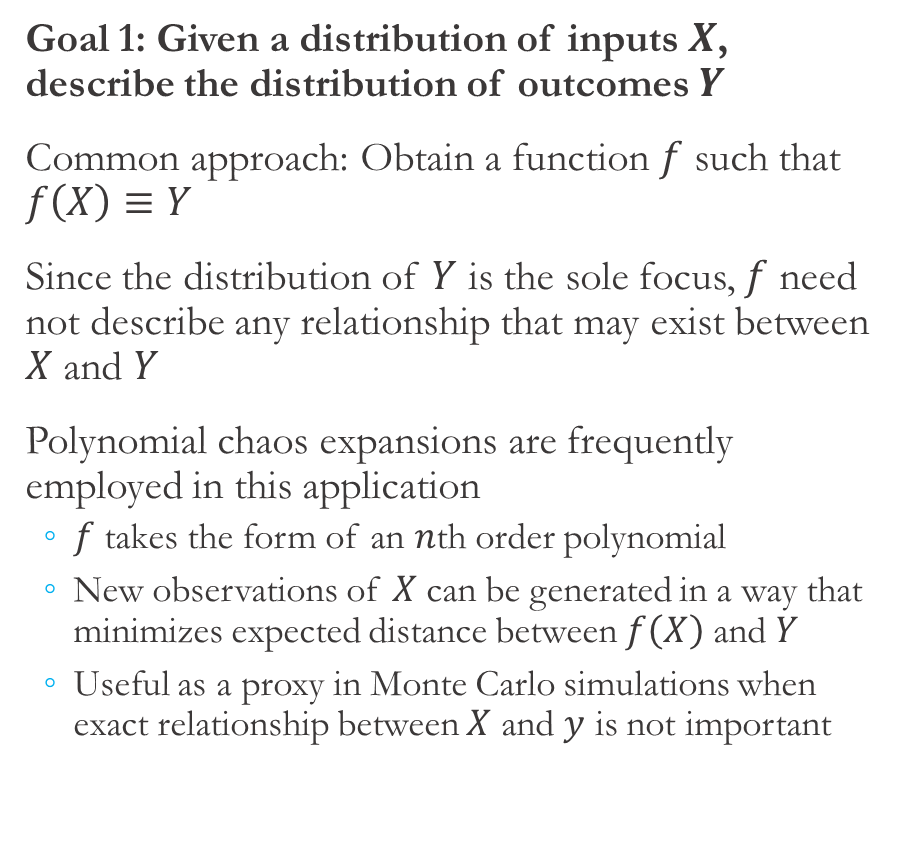 Goal 1: Given a distribution of inputs X,
describe the distribution of outcomes Y
Common approach: Obtain a function f such that
f(X) ≡ Y
Since the distribution of Y is the sole focus, f need
not describe any relationship that may exist between
X and Y
Polynomial chaos expansions are frequently
employed in this application
° f takes the form of an nth order polynomial
° New observations of X can be generated in a way that
minimizes expected distance between f(X) and Y
° Useful as a proxy in Monte Carlo simulations when
exact relationship between X and y is not important